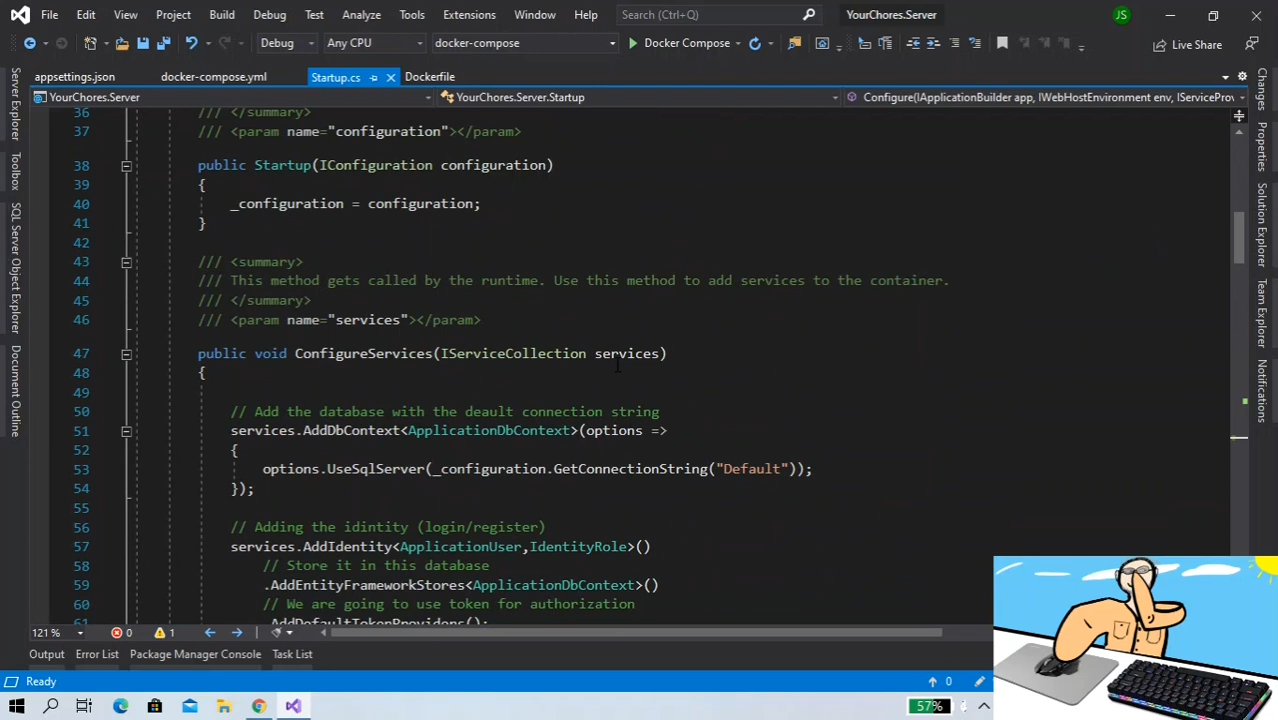 File Edit View Project Build Debug Test Analyze Tools Extensions Window Help Search (Ctrl+Q) YourChores.Server JS
Debug Any CPU docker-compose Docker Compose Live Share
appsettings.json docker-compose.yml Startup.cs Dockerfile
YourChores.Server YourChores.Server.Startup Configure(IApplicationBuilder app, IWebHostEnvironment env, IServiceProv
Server Explorer
Toolbox
SQL Server Object Explorer
Document Outline
36 /// </summary>
37 /// <param name="configuration"></param>
38 public Startup(IConfiguration configuration)
39 {
40 _configuration = configuration;
41 }
42
43 /// <summary>
44 /// This method gets called by the runtime. Use this method to add services to the container.
45 /// </summary>
46 /// <param name="services"></param>
47 public void ConfigureServices(IServiceCollection services)
48 {
49
50 // Add the database with the deault connection string
51 services.AddDbContext<ApplicationDbContext>(options =>
52 {
53 options.UseSqlServer(_configuration.GetConnectionString("Default"));
54 });
55
56 // Adding the idintity (login/register)
57 services.AddIdentity<ApplicationUser,IdentityRole>()
58 // Store it in this database
59 .AddEntityFrameworkStores<ApplicationDbContext>()
60 // We are going to use token for authorization
61 .AddDefaultTokenProviders();
Changes
Properties
Solution Explorer
Team Explorer
Notifications
121 % 0 1
Output Error List Package Manager Console Task List
Ready 0
57%